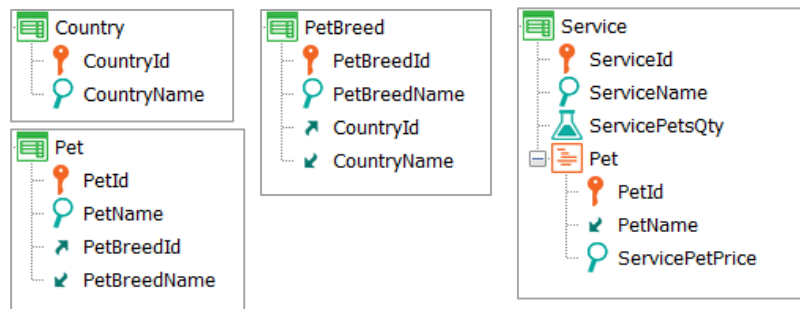 Country
CountryId
CountryName
Pet
PetId
PetName
PetBreedId
PetBreedName
PetBreed
PetBreedId
PetBreedName
CountryId
CountryName
Service
ServiceId
ServiceName
ServicePetsQty
Pet
PetId
PetName
ServicePetPrice